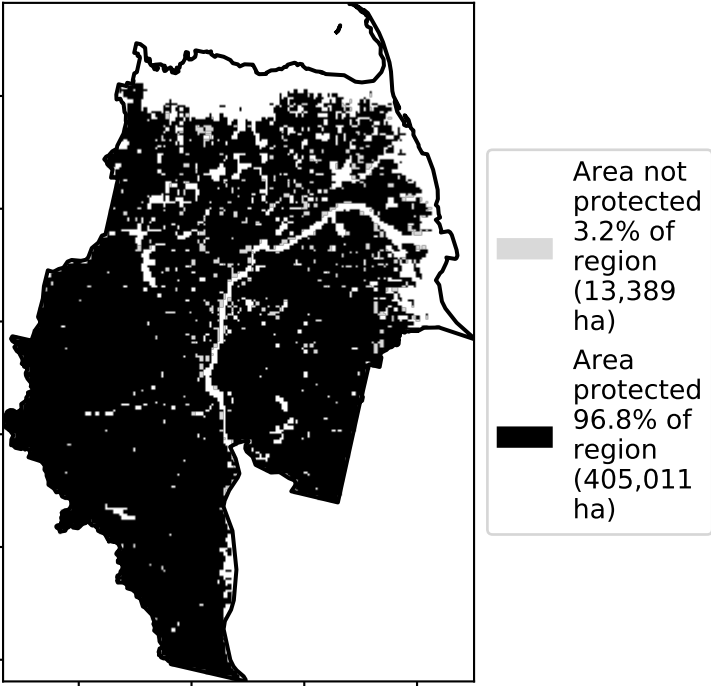 Area not
protected
3.2% of
region
(13,389
ha)
Area
protected
96.8% of
region
(405,011
ha)